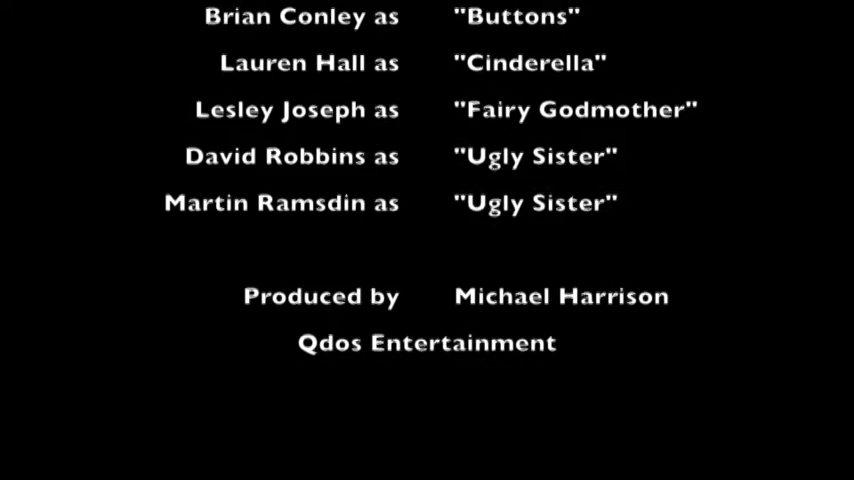 Brian Conley as "Buttons"
Lauren Hall as "Cinderella"
Lesley Joseph as "Fairy Godmother"
David Robbins as "Ugly Sister"
Martin Ramsdin as "Ugly Sister"
Produced by Michael Harrison
Qdos Entertainment